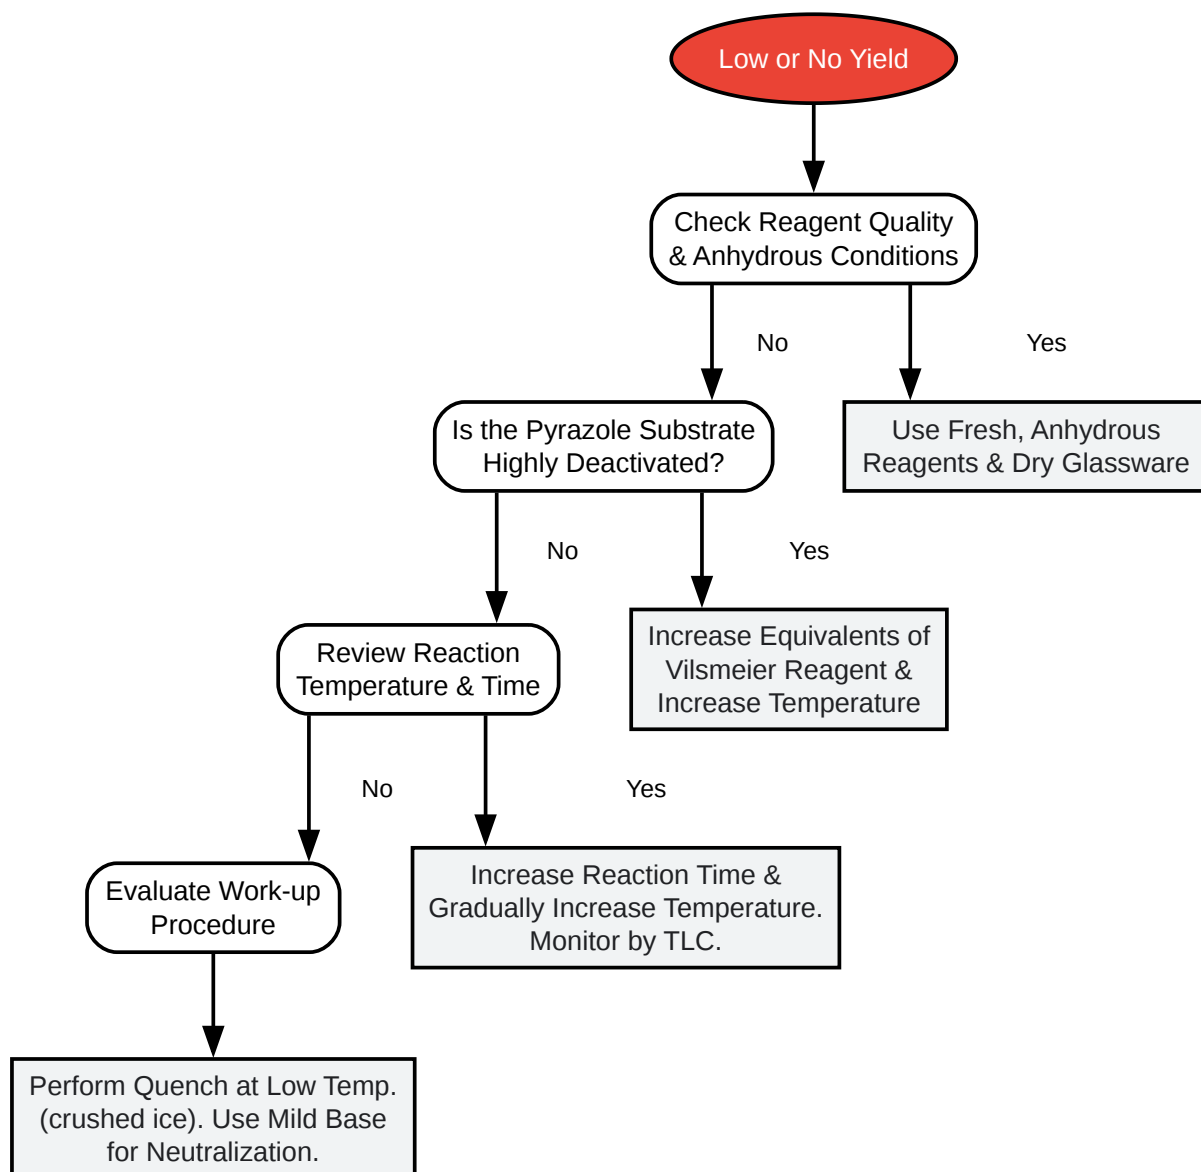 Low or No Yield
Check Reagent Quality
& Anhydrous Conditions
No
Yes
Is the Pyrazole Substrate
Highly Deactivated?
Use Fresh, Anhydrous
Reagents & Dry Glassware
No
Yes
Review Reaction
Temperature & Time
Increase Equivalents of
Vilsmeier Reagent &
Increase Temperature
No
Yes
Evaluate Work-up
Procedure
Increase Reaction Time &
Gradually Increase Temperature.
Monitor by TLC.
Perform Quench at Low Temp.
(crushed ice). Use Mild Base
for Neutralization.